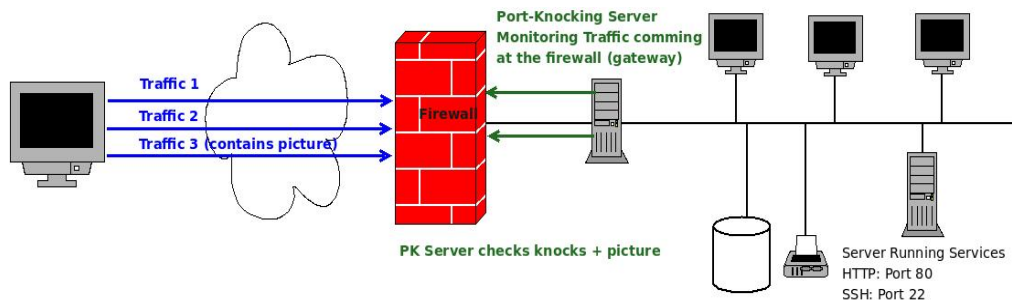 Port-Knocking Server
Monitoring Traffic comming
at the firewall (gateway)
Traffic 1
Traffic 2
Traffic 3 (contains picture)
Firewall
PK Server checks knocks + picture
Server Running Services
HTTP: Port 80
SSH: Port 22